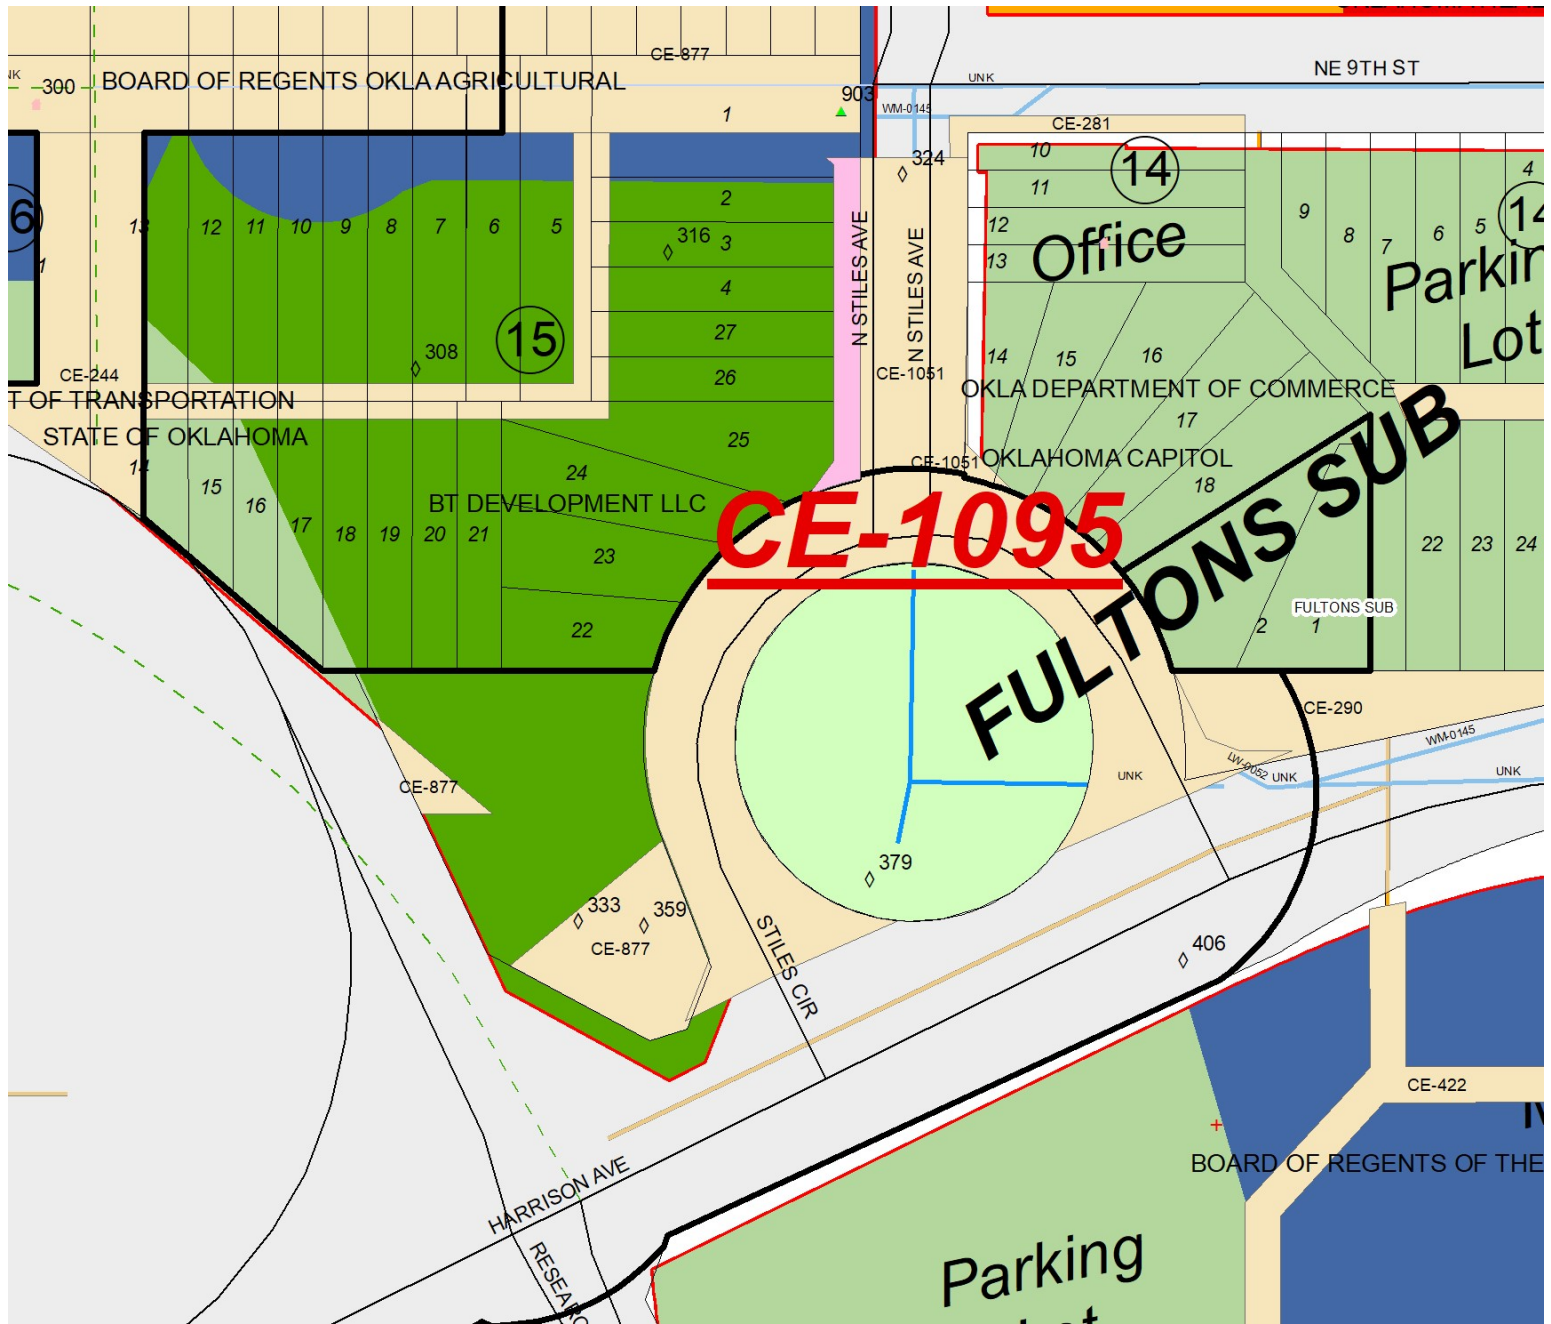 CE-877
NE 9TH ST
UNK
300
BOARD OF REGENTS OKLA AGRICULTURAL
UNK
903
1
WM-0145
CE-281
324
10
14
4
11
2
13
12
11
10
9
8
7
6
5
316
3
N STILES AVE
N STILES AVE
12
Office
9
8
7
6
5
14
6
1
13
Parkin
4
27
15
308
14
15
16
Lot
CE-244
26
CE-1051
OKLA DEPARTMENT OF COMMERCE
T OF TRANSPORTATION
17
STATE OF OKLAHOMA
25
CE-1051
OKLAHOMA CAPITOL
14
15
16
24
18
BT DEVELOPMENT LLC
CE-1095
FULTONS SUB
17
18
19
20
21
23
22
23
24
FULTONS SUB
22
2
1
CE-290
WM-0145
LW-0052
UNK
UNK
UNK
CE-877
379
333
359
CE-877
STILES CIR
406
CE-422
BOARD OF REGENTS OF THE
HARRISON AVE
RESEARC
Parking